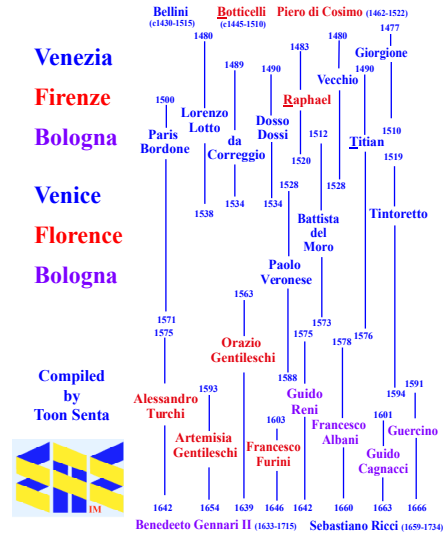 Bellini
(c1430-1515)
Botticelli
(c1445-1510)
Piero di Cosimo (1462-1522)
1480
1483
1480
1477
Venezia
Firenze
Bologna
1489
1490
Vecchio
Giorgione
1490
1500
Paris
Bordone
Lorenzo
Lotto
da
Correggio
Dosso
Dossi
Raphael
1512
Titian
1510
1520
1519
Venice
Florence
Bologna
1538
1534
1534
1528
1528
Battista
del
Moro
Tintoretto
Paolo
Veronese
1563
1571
1575
1573
1575
1576
1578
Orazio
Gentileschi
Compiled
by
Toon Senta
1588
1594
1591
Alessandro
Turchi
1593
Guido
Reni
1603
1601
Artemisia
Gentileschi
Francesco
Furini
Francesco
Albani
Guercino
Guido
Cagnacci
IM
1642
1654
1639
1646
1642
1660
1663
1666
Benedeeto Gennari II (1633-1715)
Sebastiano Ricci (1659-1734)